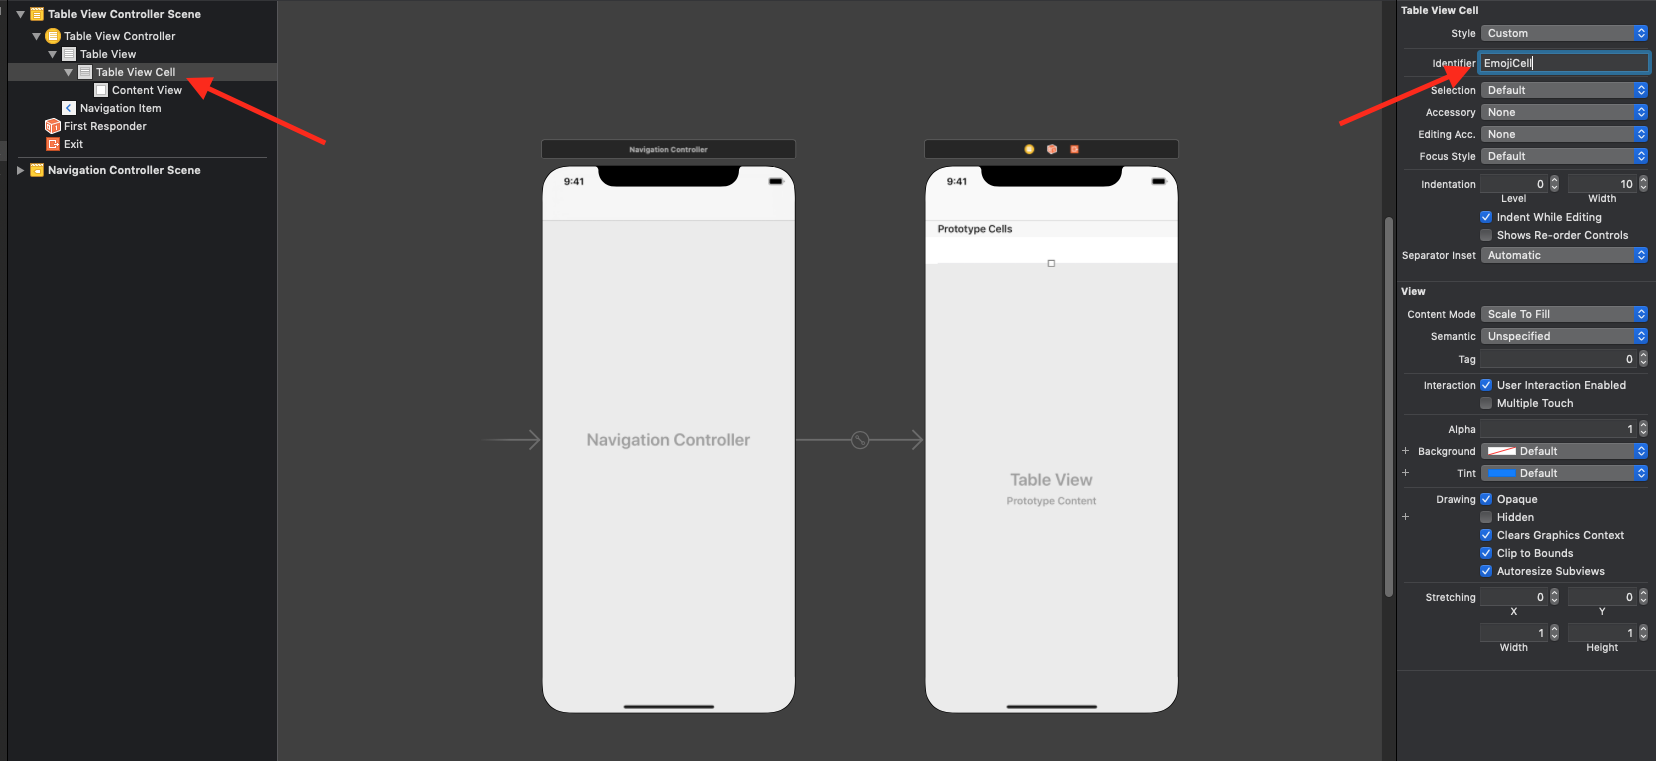 Table View Controller Scene
Table View Controller
Table View
Table View Cell
Content View
Navigation Item
First Responder
Exit
Navigation Controller Scene
Navigation Controller
9:41
Navigation Controller
9:41
Prototype Cells
Table View
Prototype Content
Table View Cell
Style Custom
Identifier EmojiCell
Selection Default
Accessory None
Editing Acc. None
Focus Style Default
Indentation 0 10
Level Width
Indent While Editing
Shows Re-order Controls
Separator Inset Automatic
View
Content Mode Scale To Fill
Semantic Unspecified
Tag 0
Interaction User Interaction Enabled
Multiple Touch
Alpha 1
+ Background Default
+ Tint Default
Drawing Opaque
+ Hidden
Clears Graphics Context
Clip to Bounds
Autoresize Subviews
Stretching 0 0
X Y
1 1
Width Height